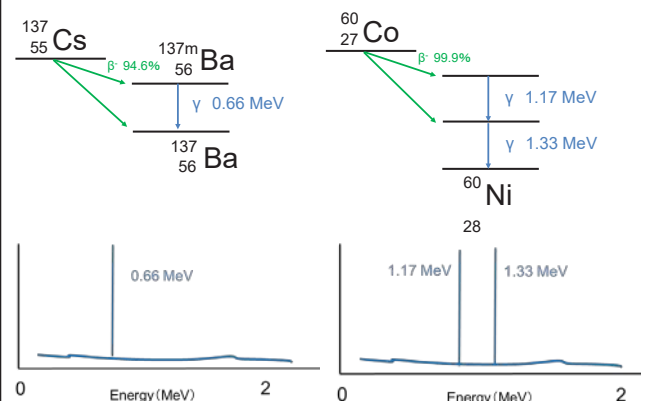 137
55 Cs
β⁻ 94.6%
137m
56 Ba
γ 0.66 MeV
137
56 Ba
60
27 Co
β⁻ 99.9%
γ 1.17 MeV
γ 1.33 MeV
60 Ni
28
0.66 MeV
0
Energy(MeV)
2
1.17 MeV
1.33 MeV
0
Energy(MeV)
2